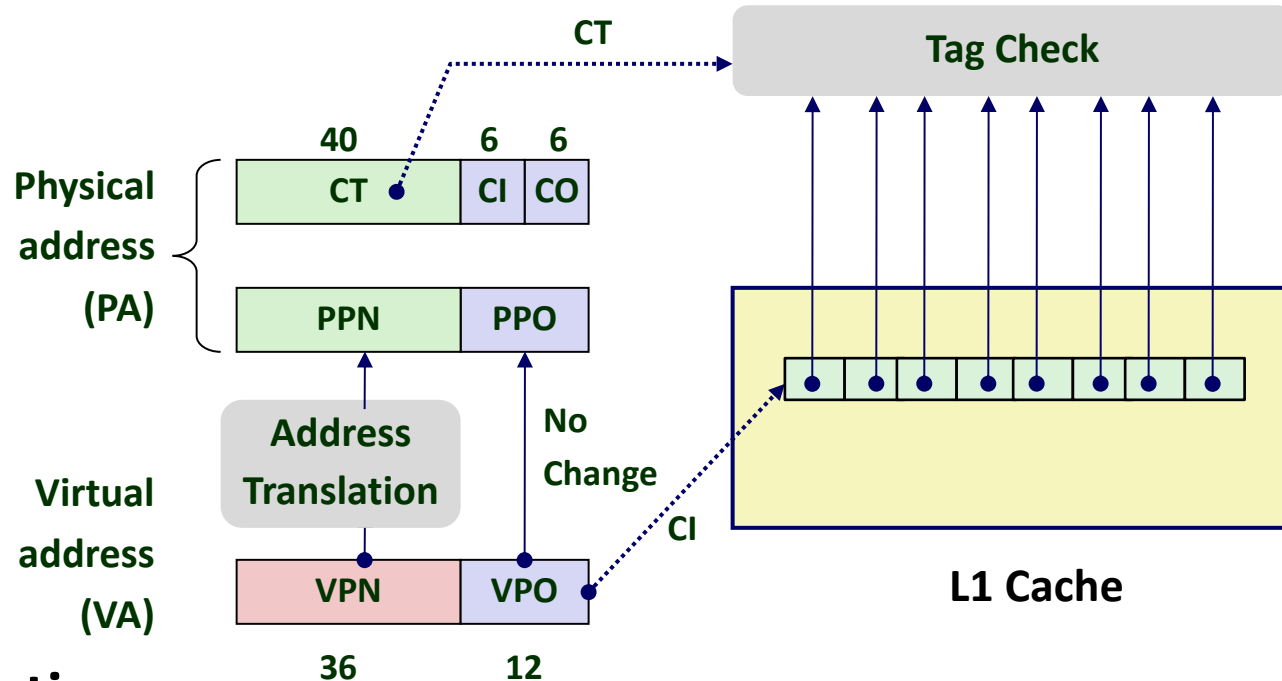 CT
Tag Check
40
6
6
Physical
address
(PA)
CT
CI
CO
PPN
PPO
Address
Translation
No
Change
Virtual
address
(VA)
CI
VPN
VPO
L1 Cache
36
12